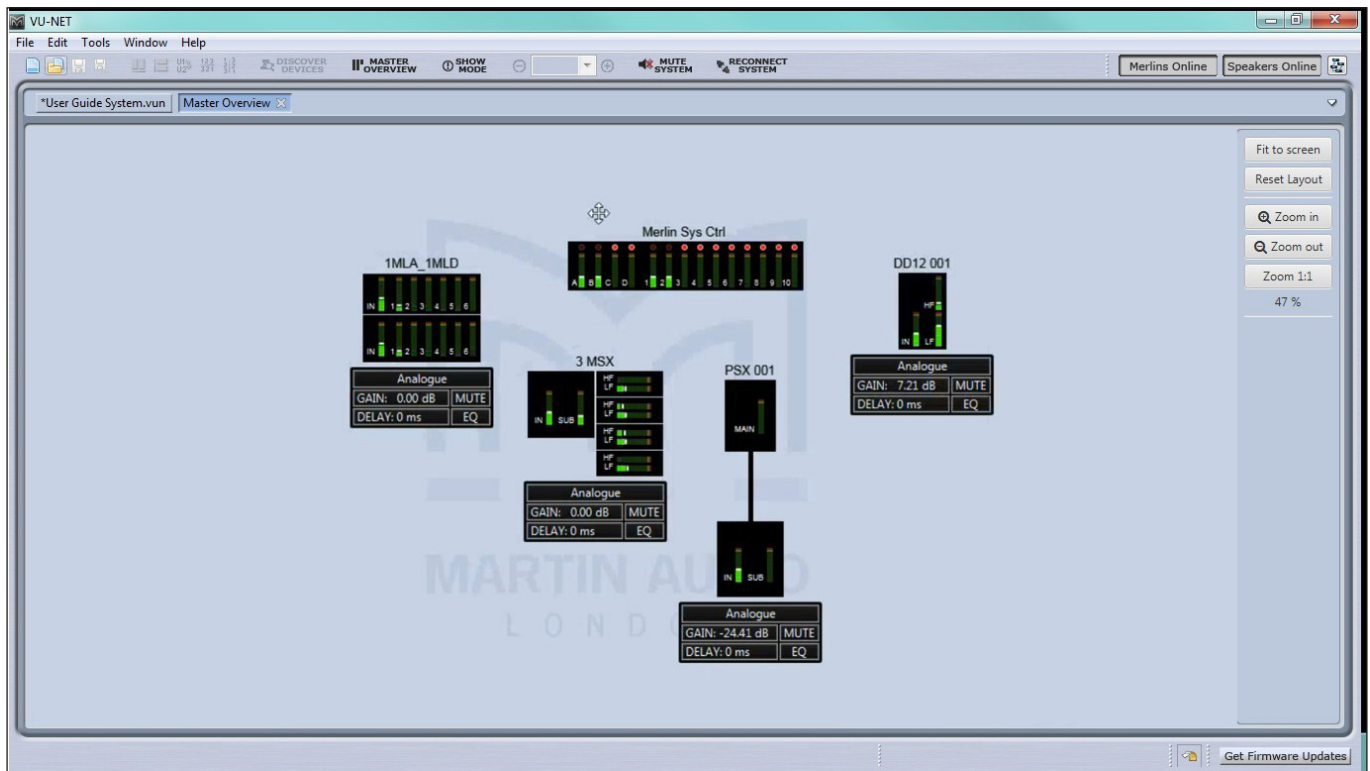 VU-NET
File Edit Tools Window Help
DISCOVER DEVICES MASTER OVERVIEW SHOW MODE MUTE SYSTEM RECONNECT SYSTEM Merlins Online Speakers Online
*User Guide System.vun Master Overview
Fit to screen
Reset Layout
Zoom in
Zoom out
Zoom 1:1
47 %
Merlin Sys Ctrl
A B C D 1 2 3 4 5 6 7 8 9 10
1MLA_1MLD
IN 1 2 3 4 5 6
IN 1 2 3 4 5 6
Analogue
GAIN: 0.00 dB MUTE
DELAY: 0 ms EQ
3 MSX
IN SUB
HF
LF
HF
LF
HF
LF
HF
LF
Analogue
GAIN: 0.00 dB MUTE
DELAY: 0 ms EQ
PSX 001
MAIN
IN SUB
Analogue
GAIN: -24.41 dB MUTE
DELAY: 0 ms EQ
DD12 001
HF
IN LF
Analogue
GAIN: 7.21 dB MUTE
DELAY: 0 ms EQ
Get Firmware Updates